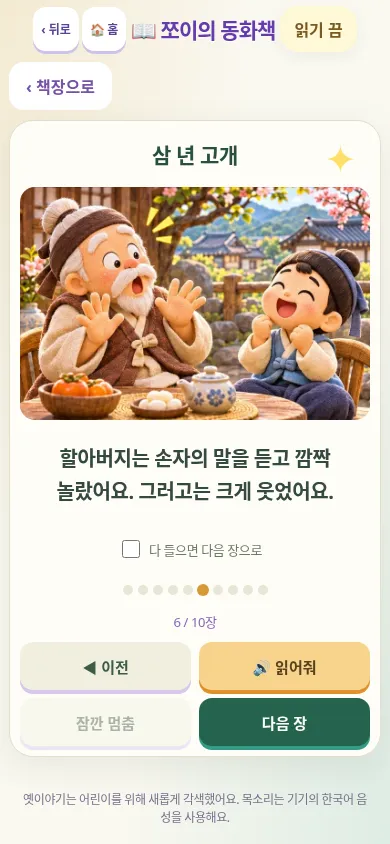 ‹ 뒤로
🏠 홈
📖 쪼이의 동화책
읽기 끔
‹ 책장으로
삼 년 고개
할아버지는 손자의 말을 듣고 깜짝
놀랐어요. 그러고는 크게 웃었어요.
다 들으면 다음 장으로
6 / 10장
◀ 이전
🔊 읽어줘
잠깐 멈춤
다음 장
옛이야기는 어린이를 위해 새롭게 각색했어요. 목소리는 기기의 한국어 음
성을 사용해요.